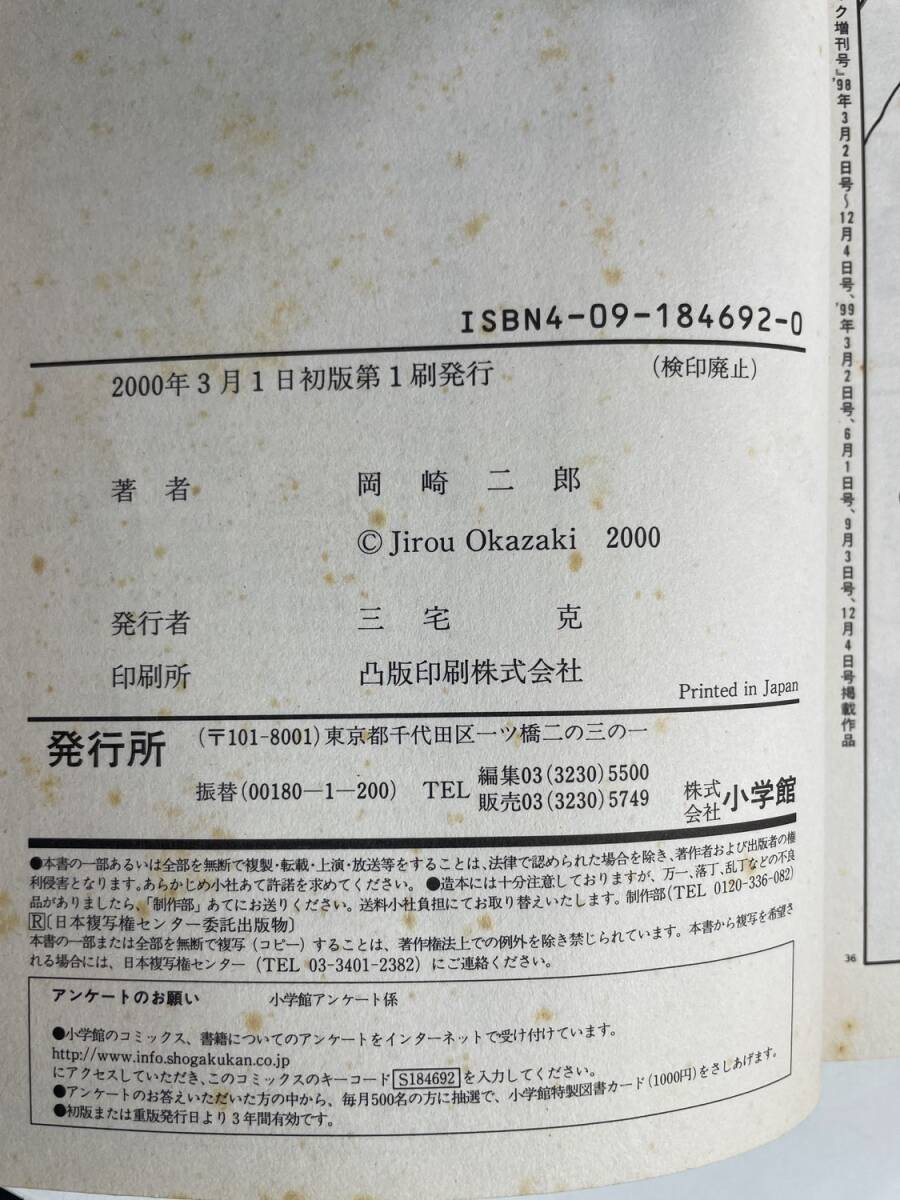 ク増刊号』'98年3月2日号〜12月4日号、'99年3月2日号、6月1日号、9月3日号、12月4日号掲載作品
ISBN4-09-184692-0
2000年3月1日初版第1刷発行
(検印廃止)
著者 岡崎二郎
© Jirou Okazaki 2000
発行者 三宅 克
印刷所 凸版印刷株式会社
Printed in Japan
発行所 (〒101-8001)東京都千代田区一ツ橋二の三の一
振替(00180—1—200) TEL 編集03(3230)5500
販売03(3230)5749
株式会社小学館
●本書の一部あるいは全部を無断で複製・転載・上演・放送等をすることは、法律で認められた場合を除き、著作者および出版者の権
利侵害となります。あらかじめ小社あて許諾を求めてください。 ●造本には十分注意しておりますが、万一、落丁、乱丁などの不良
品がありましたら、「制作部」あてにお送りください。送料小社負担にてお取り替えいたします。制作部(TEL 0120-336-082)
R〔日本複写権センター委託出版物〕
本書の一部または全部を無断で複写(コピー)することは、著作権法上での例外を除き禁じられています。本書から複写を希望さ
れる場合には、日本複写権センター(TEL 03-3401-2382)にご連絡ください。
アンケートのお願い 小学館アンケート係
●小学館のコミックス、書籍についてのアンケートをインターネットで受け付けています。
http://www.info.shogakukan.co.jp
にアクセスしていただき、このコミックスのキーコードS184692を入力してください。
●アンケートのお答えいただいた方の中から、毎月500名の方に抽選で、小学館特製図書カード(1000円)をさしあげます。
●初版または重版発行日より3年間有効です。
36